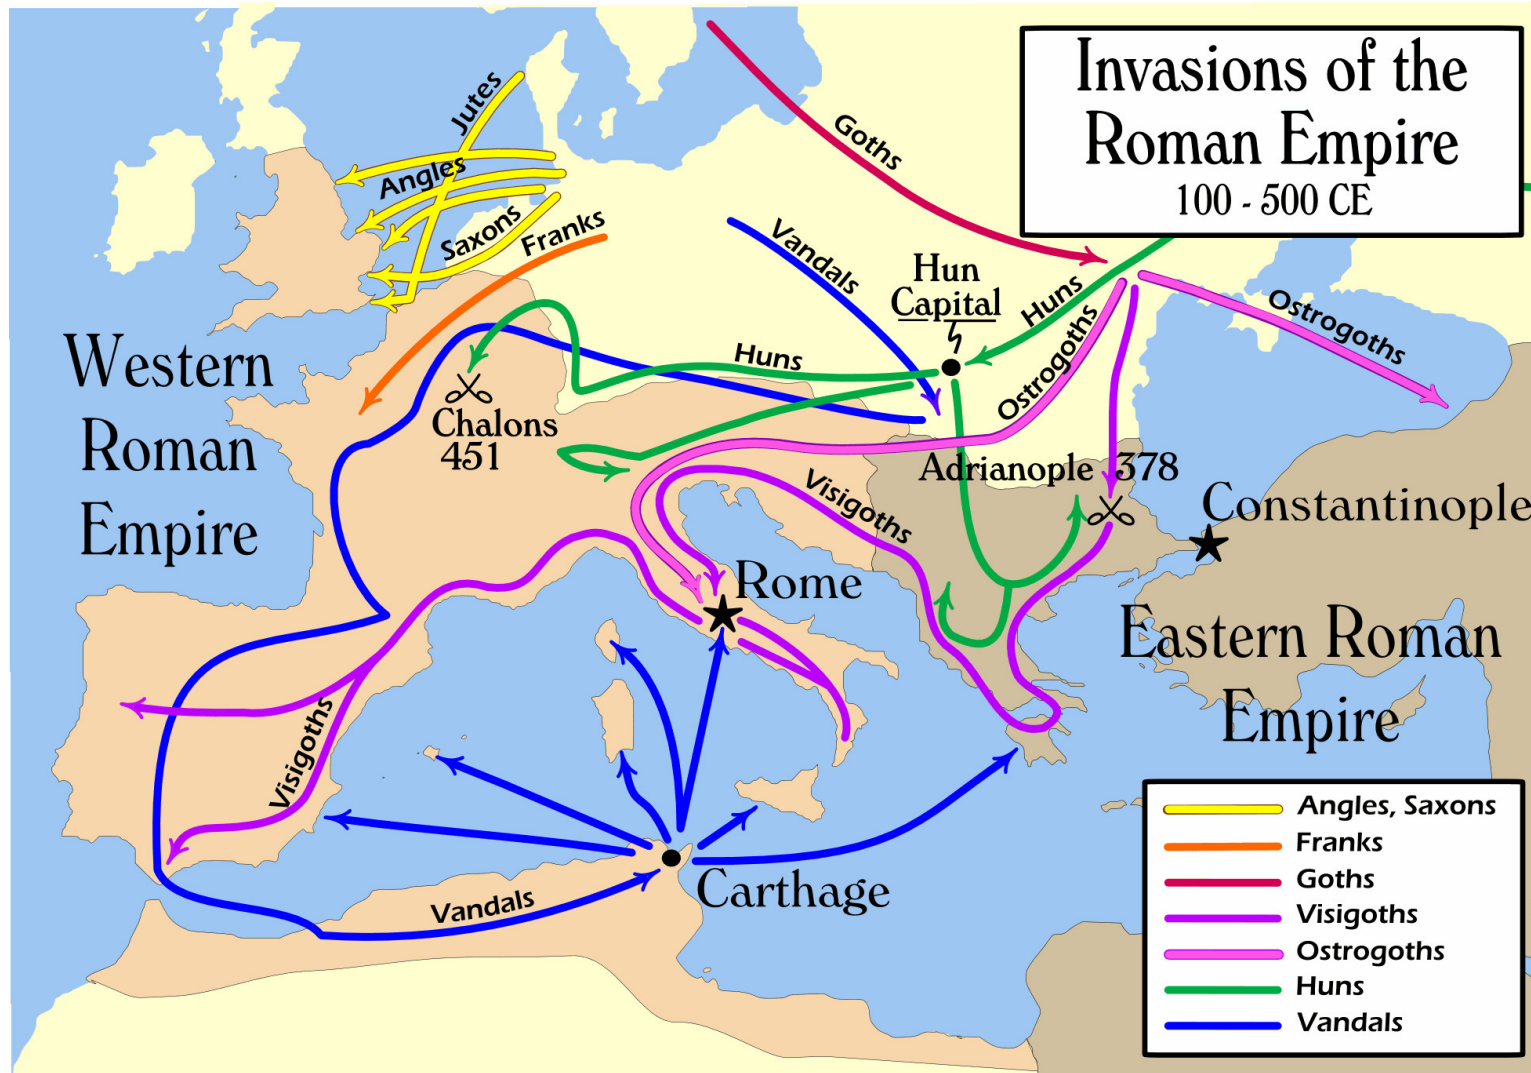 Invasions of the
Roman Empire
100 - 500 CE
Jutes
Angles
Saxons
Franks
Goths
Vandals
Hun
Capital
Huns
Ostrogoths
Ostrogoths
Huns
Western
Roman
Empire
Chalons
451
Adrianople 378
Visigoths
Constantinople
Rome
Eastern Roman
Empire
Visigoths
Carthage
Vandals
Angles, Saxons
Franks
Goths
Visigoths
Ostrogoths
Huns
Vandals